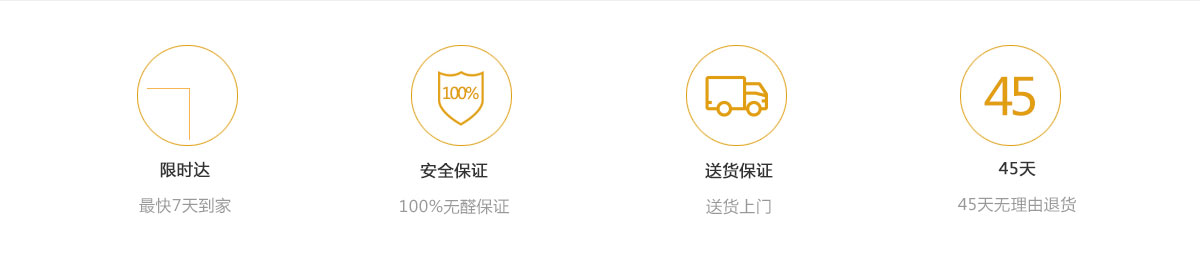 100%
45
限时达
安全保证
送货保证
45天
最快7天到家
100%无醛保证
送货上门
45天无理由退货